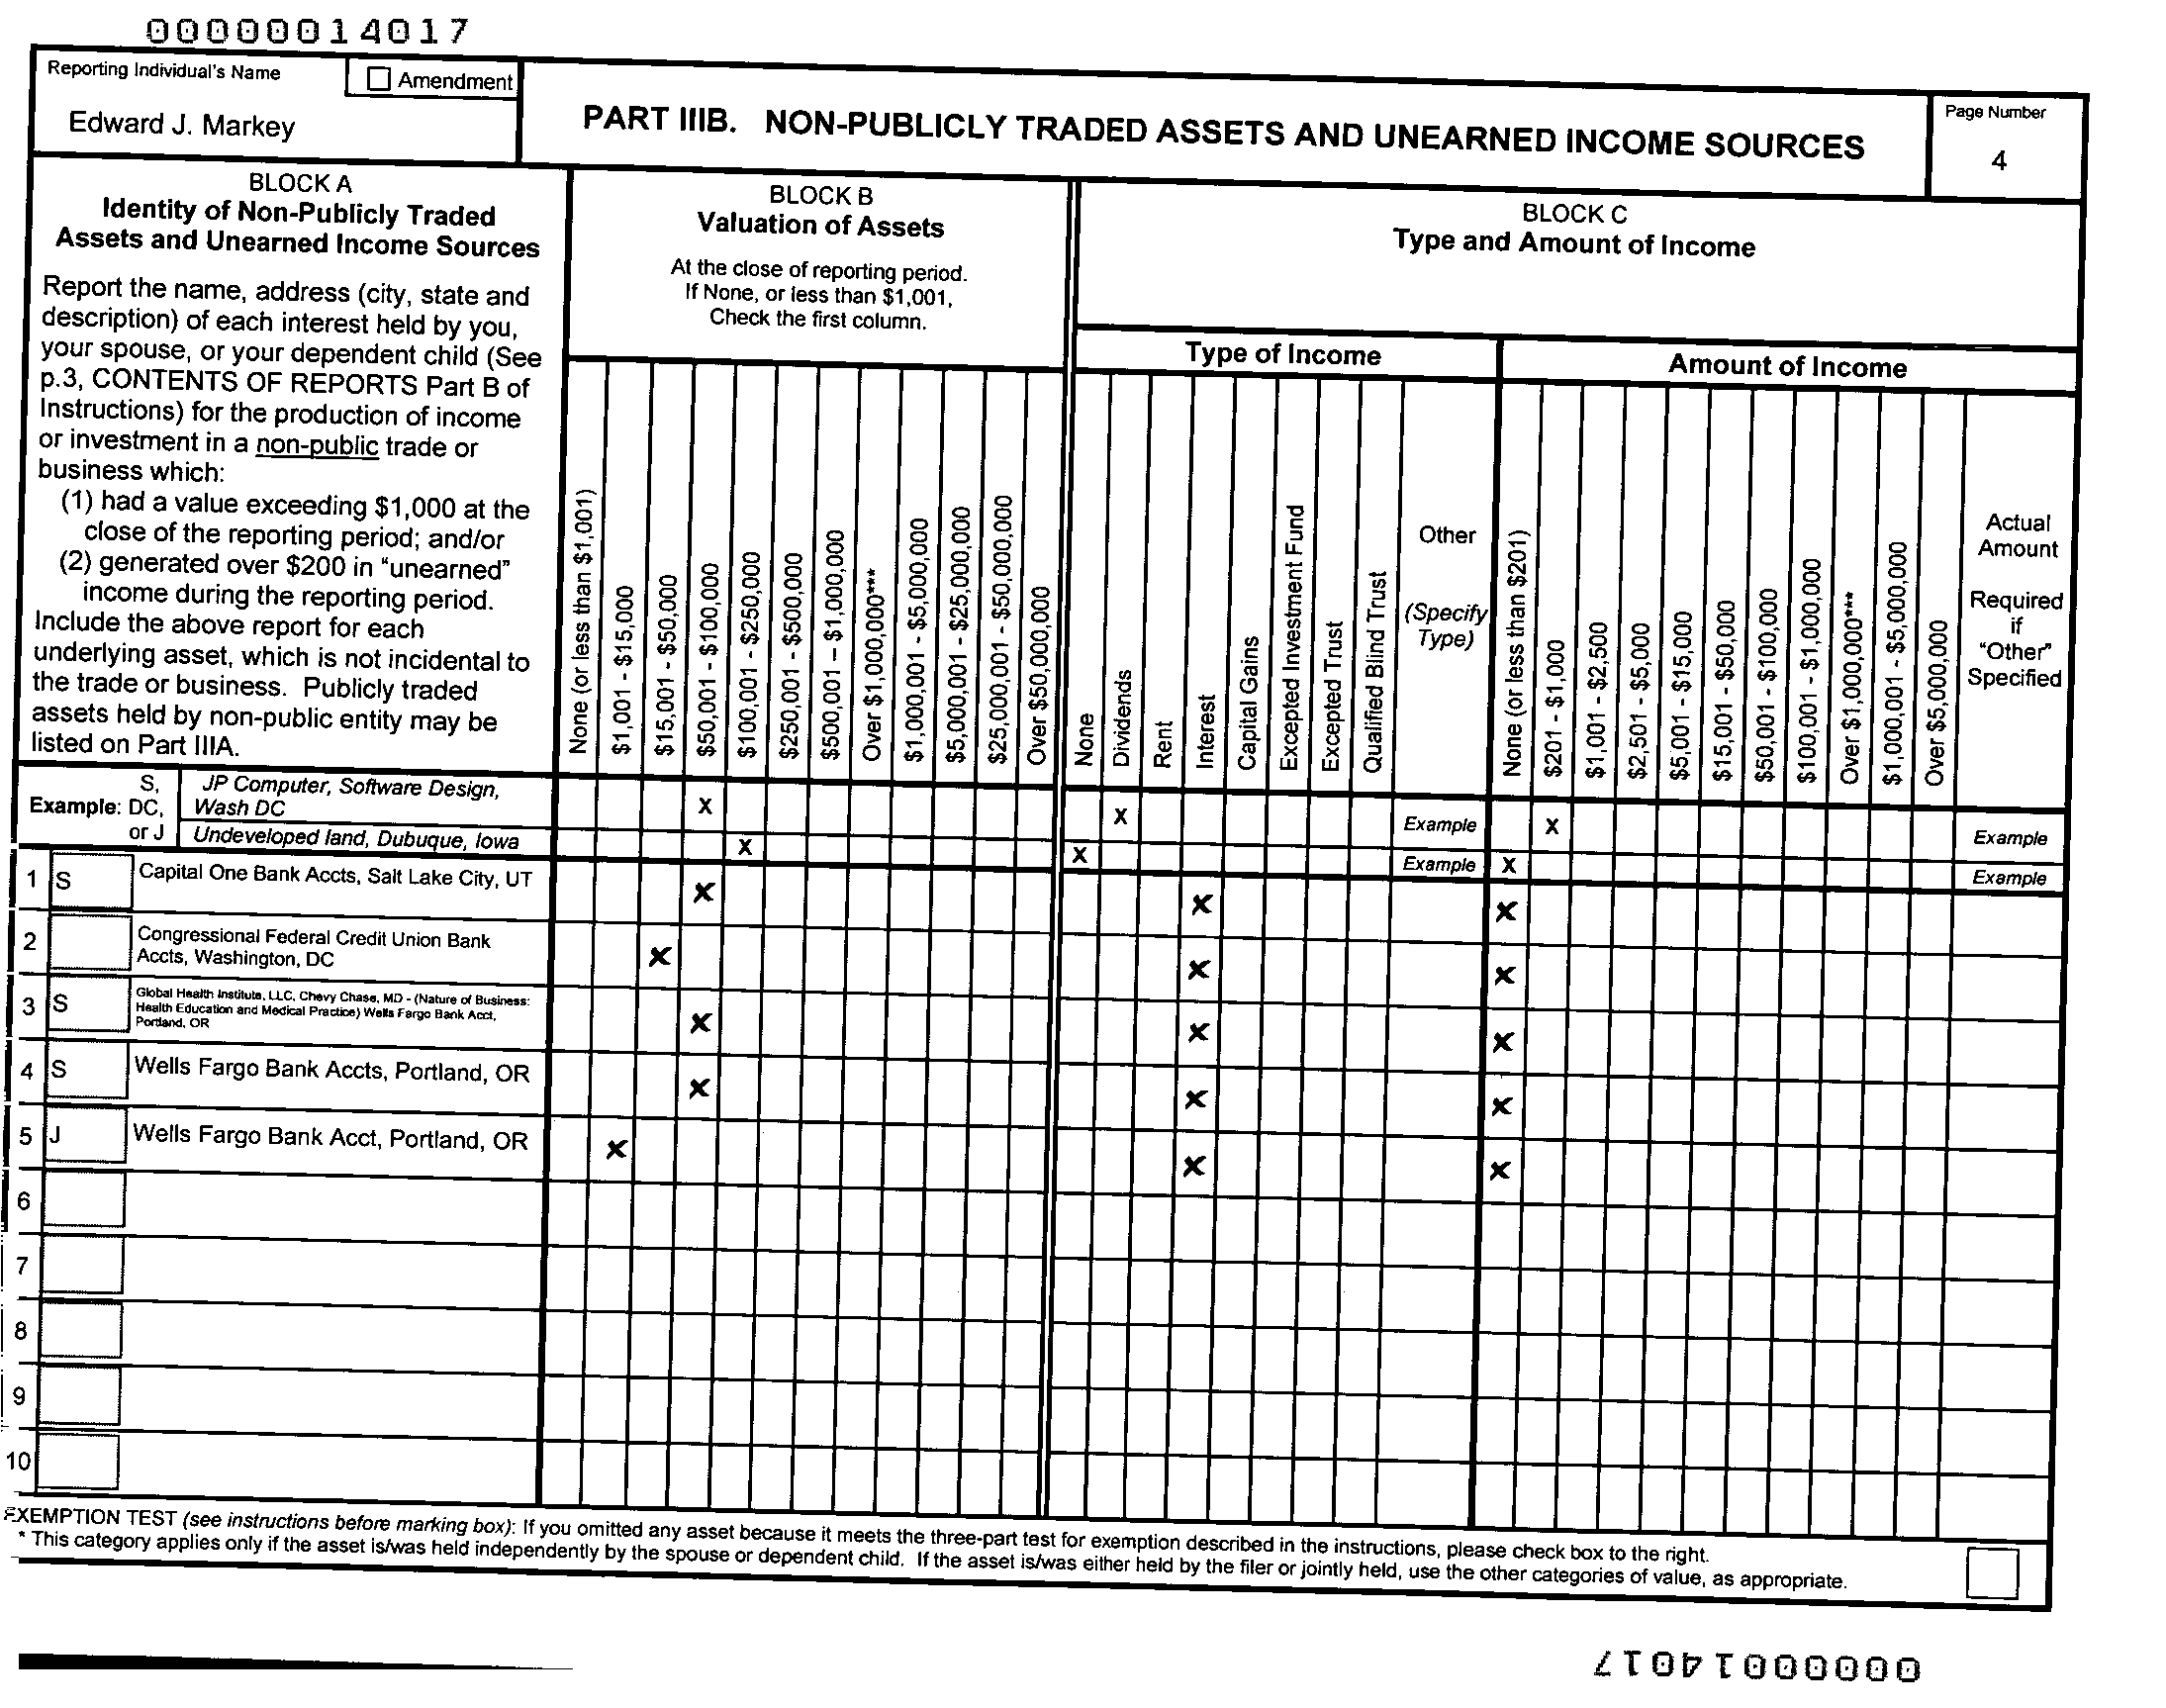 00000014017
Reporting Individual's Name
Amendment
Edward J. Markey
PART IIIB. NON-PUBLICLY TRADED ASSETS AND UNEARNED INCOME SOURCES
Page Number
4
BLOCK A
Identity of Non-Publicly Traded
Assets and Unearned Income Sources
Report the name, address (city, state and
description) of each interest held by you,
your spouse, or your dependent child (See
p.3, CONTENTS OF REPORTS Part B of
Instructions) for the production of income
or investment in a non-public trade or
business which:
(1) had a value exceeding $1,000 at the
close of the reporting period; and/or
(2) generated over $200 in "unearned"
income during the reporting period.
Include the above report for each
underlying asset, which is not incidental to
the trade or business. Publicly traded
assets held by non-public entity may be
listed on Part IIIA.
BLOCK B
Valuation of Assets
At the close of reporting period.
If None, or less than $1,001,
Check the first column.
None (or less than $1,001)
$1,001 - $15,000
$15,001 - $50,000
$50,001 - $100,000
$100,001 - $250,000
$250,001 - $500,000
$500,001 – $1,000,000
Over $1,000,000***
$1,000,001 - $5,000,000
$5,000,001 - $25,000,000
$25,000,001 - $50,000,000
Over $50,000,000
BLOCK C
Type and Amount of Income
Type of Income
None
Dividends
Rent
Interest
Capital Gains
Excepted Investment Fund
Excepted Trust
Qualified Blind Trust
Other
(Specify
Type)
Amount of Income
None (or less than $201)
$201 - $1,000
$1,001 - $2,500
$2,501 - $5,000
$5,001 - $15,000
$15,001 - $50,000
$50,001 - $100,000
$100,001 - $1,000,000
Over $1,000,000***
$1,000,001 - $5,000,000
Over $5,000,000
Actual
Amount
Required
if
"Other"
Specified
S,
Example: DC,
or J
JP Computer, Software Design,
Wash DC
X X Example X Example
Undeveloped land, Dubuque, Iowa X X Example X Example
1 S Capital One Bank Accts, Salt Lake City, UT X X X
2 Congressional Federal Credit Union Bank
Accts, Washington, DC X X X
3 S Global Health Institute, LLC, Chevy Chase, MD - (Nature of Business:
Health Education and Medical Practice) Wells Fargo Bank Acct,
Portland, OR X X X
4 S Wells Fargo Bank Accts, Portland, OR X X X
5 J Wells Fargo Bank Acct, Portland, OR X X X
6
7
8
9
10
EXEMPTION TEST (see instructions before marking box): If you omitted any asset because it meets the three-part test for exemption described in the instructions, please check box to the right.
* This category applies only if the asset is/was held independently by the spouse or dependent child. If the asset is/was either held by the filer or jointly held, use the other categories of value, as appropriate.
00000014017